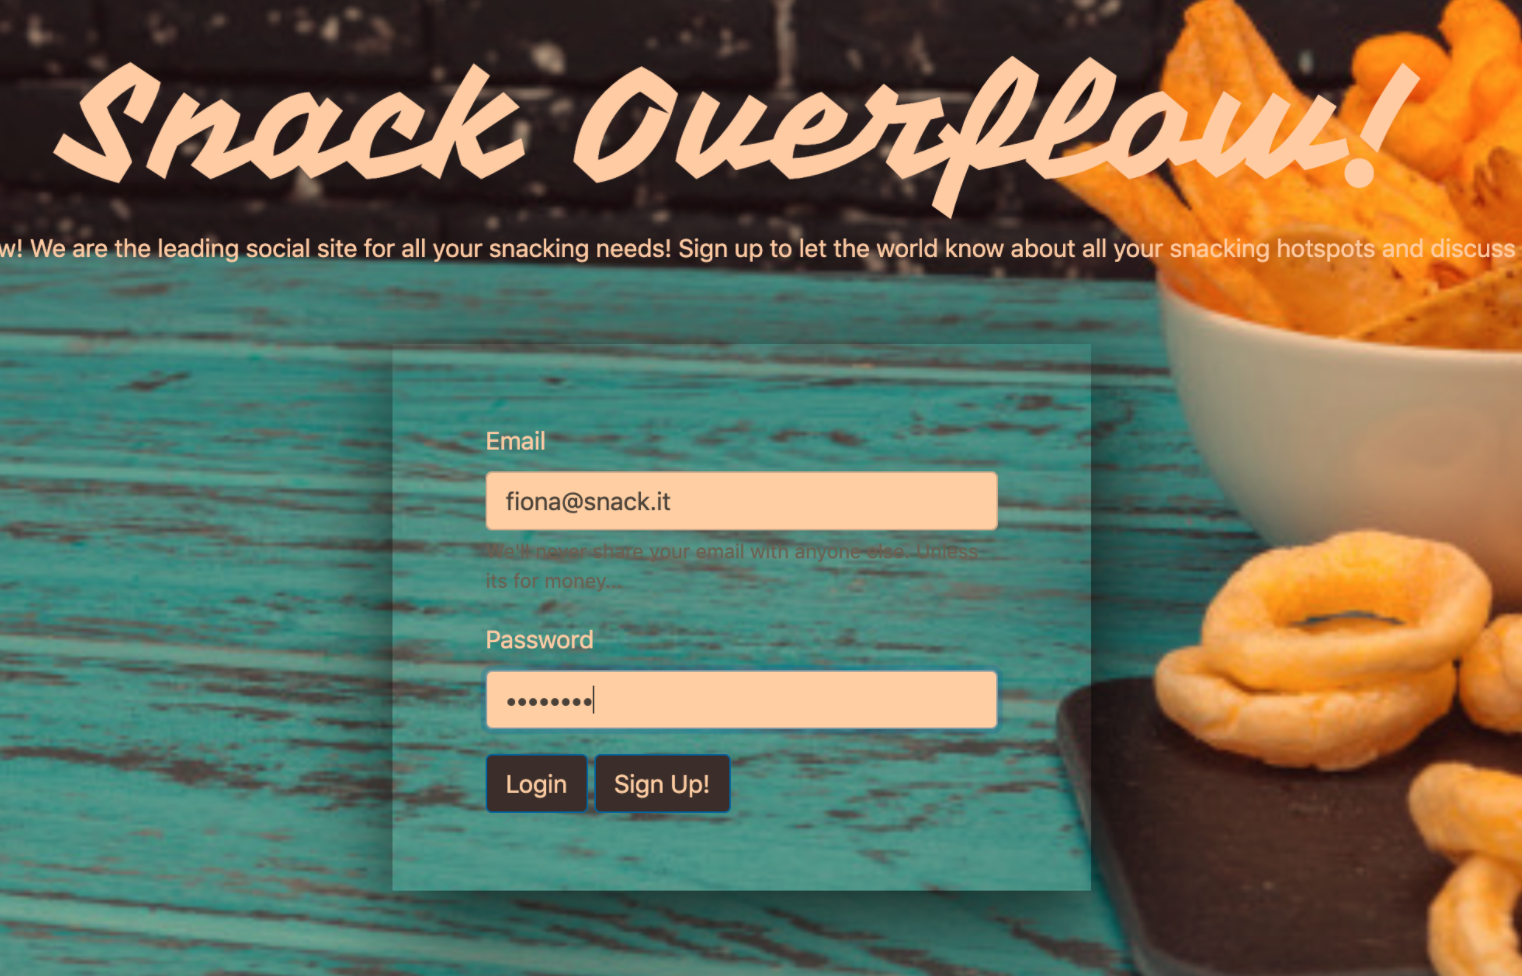 Snack Overflow!
w! We are the leading social site for all your snacking needs! Sign up to let the world know about all your snacking hotspots and discuss
Email
fiona@snack.it
We'll never share your email with anyone else. Unless
its for money...
Password
••••••••
Login Sign Up!